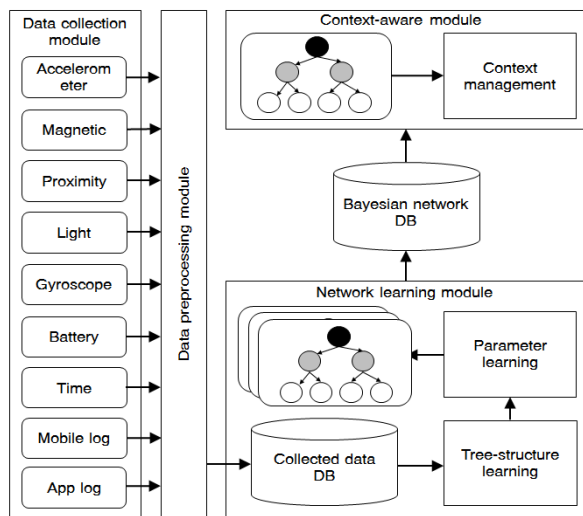 Data collection
module
Accelerom
eter
Magnetic
Proximity
Light
Gyroscope
Battery
Time
Mobile log
App log
Data preprocessing module
Context-aware module
Context
management
Bayesian network
DB
Network learning module
Parameter
learning
Collected data
DB
Tree-structure
learning